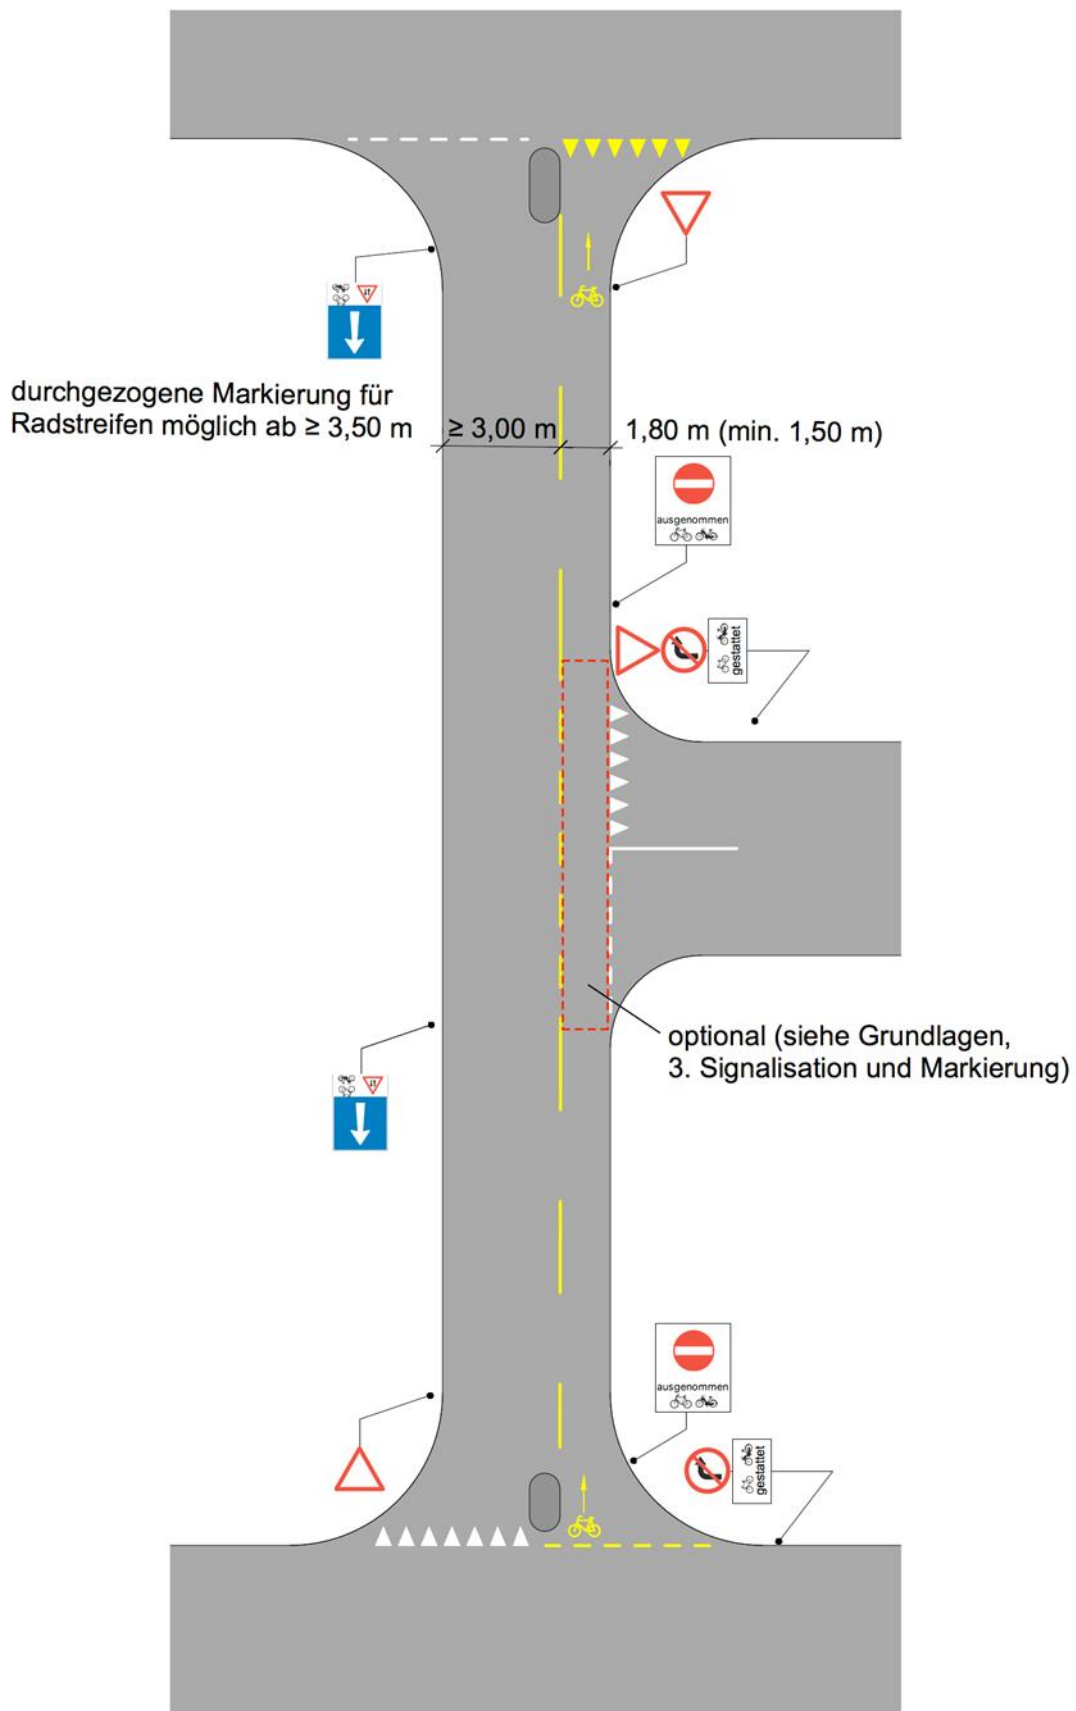 durchgezogene Markierung für
Radstreifen möglich ab ≥ 3,50 m
≥ 3,00 m
1,80 m (min. 1,50 m)
ausgenommen
gestattet
optional (siehe Grundlagen,
3. Signalisation und Markierung)
ausgenommen
gestattet